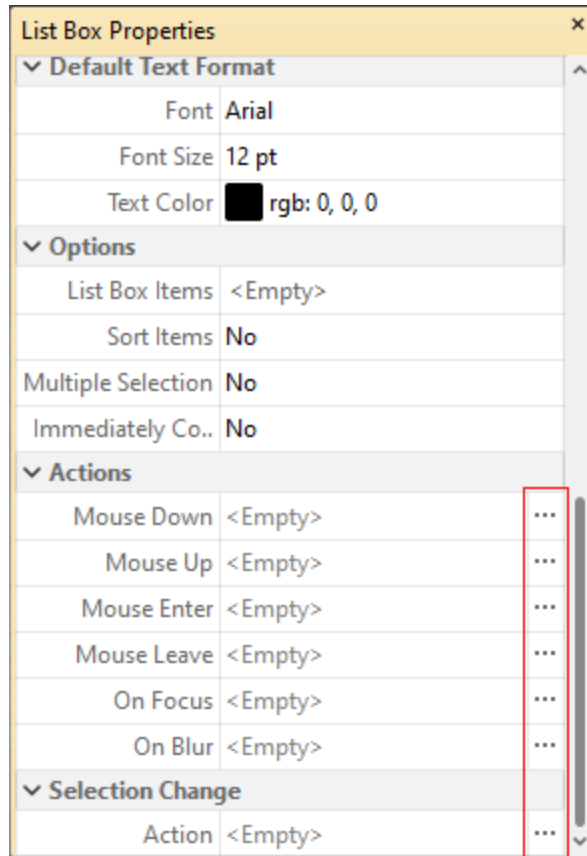 List Box Properties
Default Text Format
Font Arial
Font Size 12 pt
Text Color rgb: 0, 0, 0
Options
List Box Items <Empty>
Sort Items No
Multiple Selection No
Immediately Co.. No
Actions
Mouse Down <Empty> ...
Mouse Up <Empty> ...
Mouse Enter <Empty> ...
Mouse Leave <Empty> ...
On Focus <Empty> ...
On Blur <Empty> ...
Selection Change
Action <Empty> ...